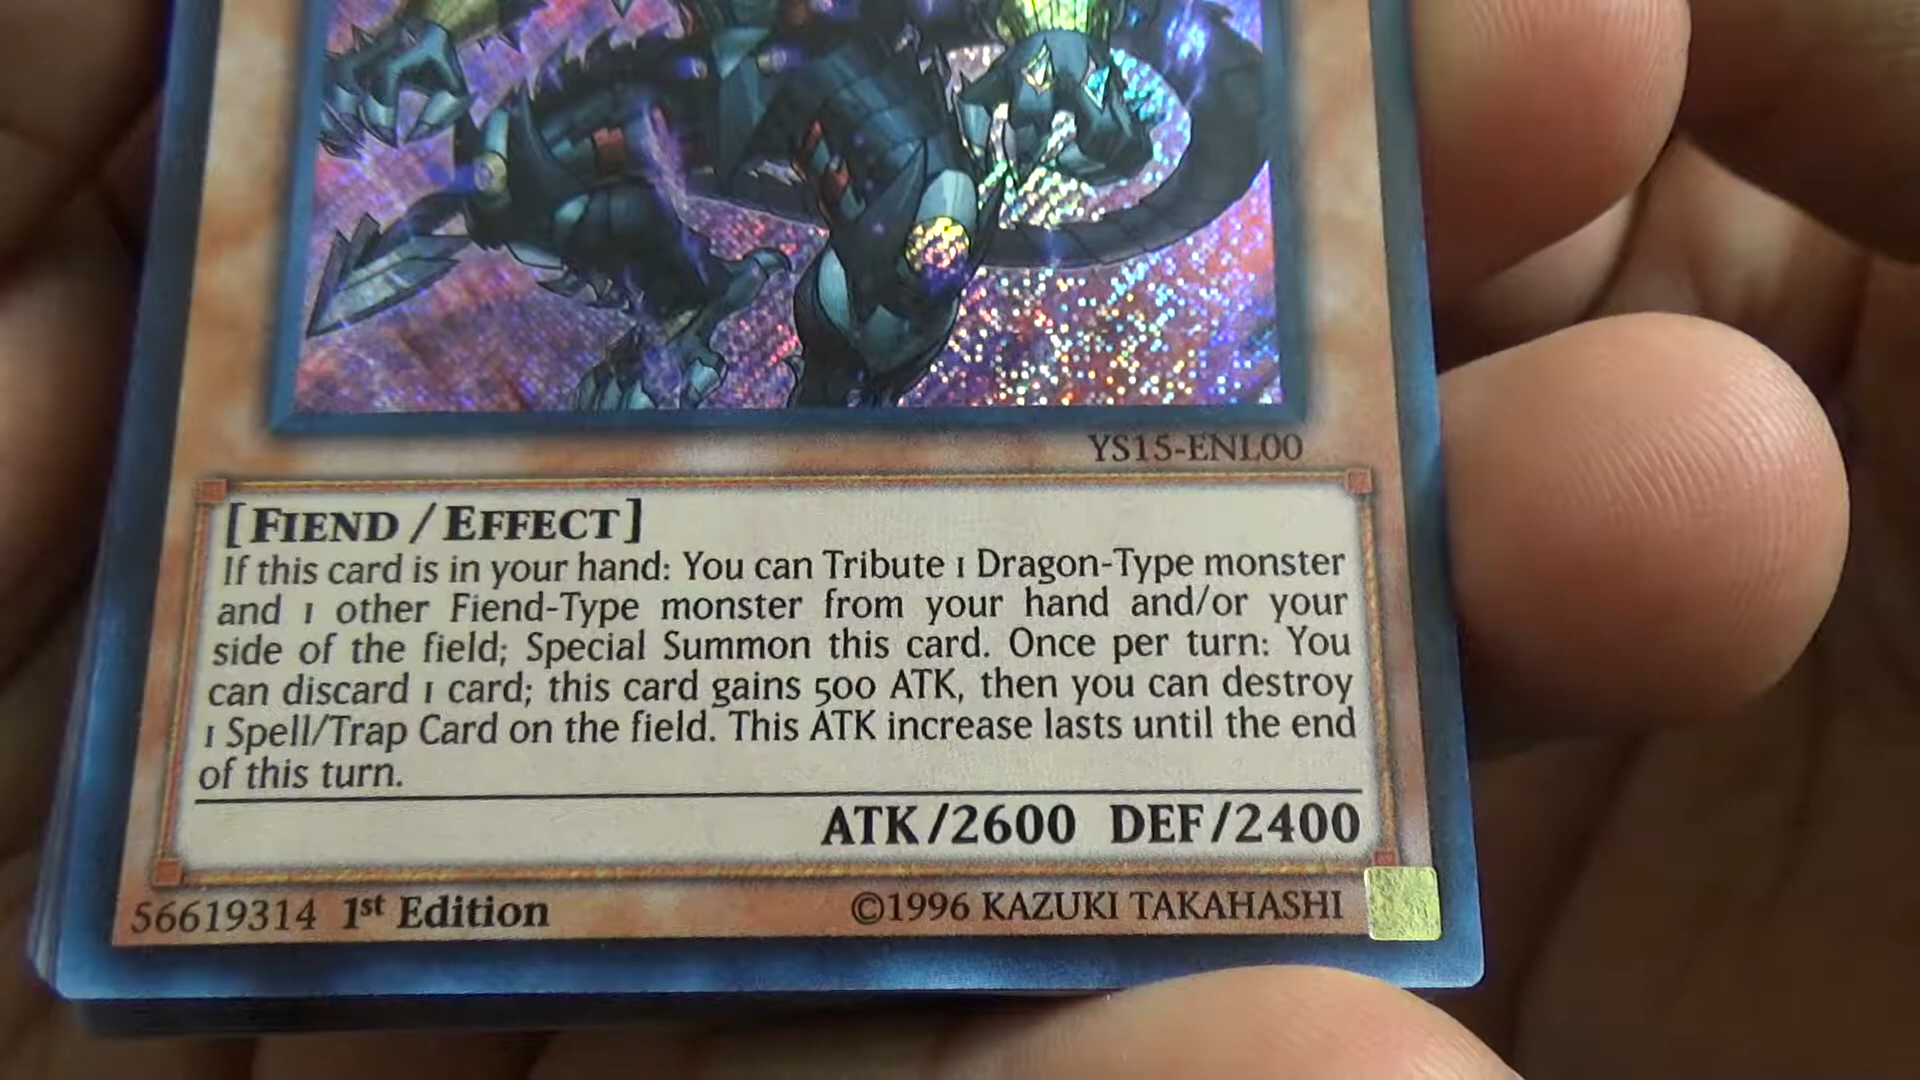 YS15-ENL00
[FIEND / EFFECT]
If this card is in your hand: You can Tribute 1 Dragon-Type monster
and 1 other Fiend-Type monster from your hand and/or your
side of the field; Special Summon this card. Once per turn: You
can discard 1 card; this card gains 500 ATK, then you can destroy
1 Spell/Trap Card on the field. This ATK increase lasts until the end
of this turn.
ATK/2600 DEF/2400
56619314 1st Edition ©1996 KAZUKI TAKAHASHI